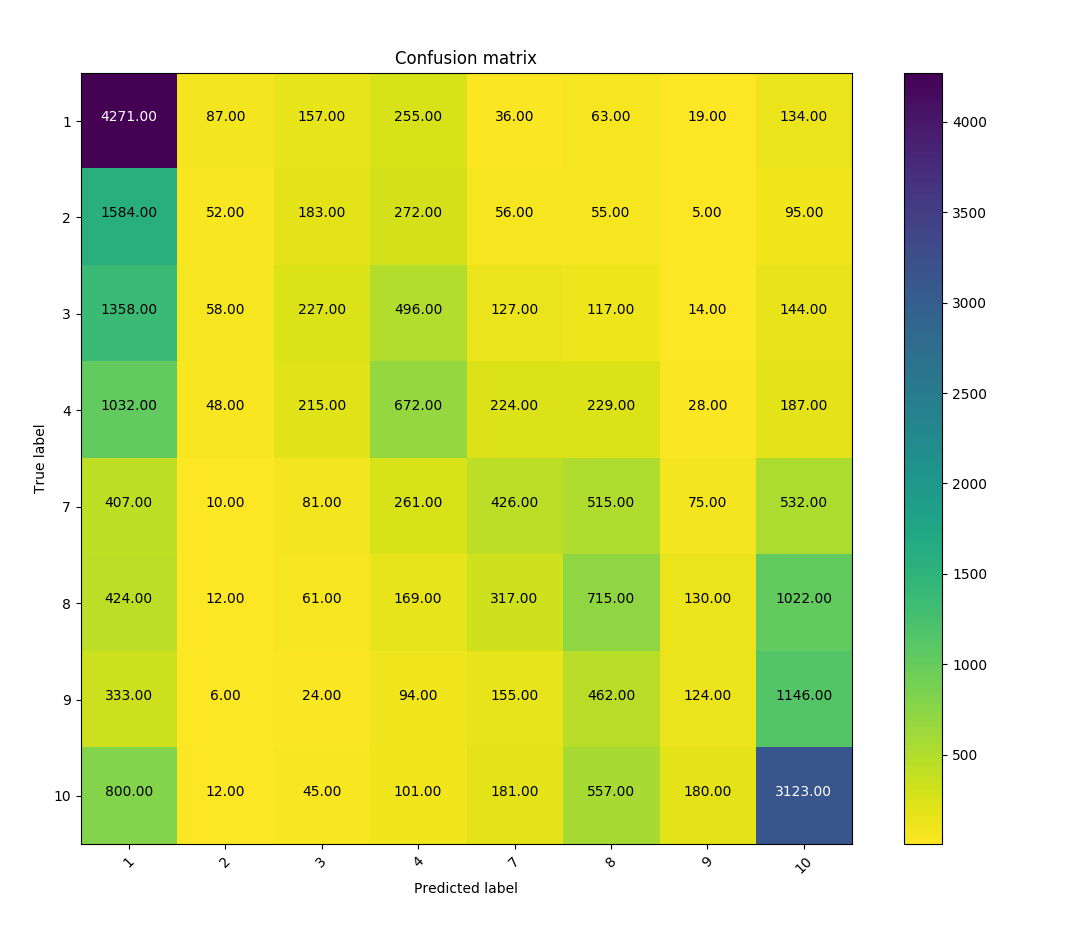 Confusion matrix
1 4271.00 87.00 157.00 255.00 36.00 63.00 19.00 134.00
2 1584.00 52.00 183.00 272.00 56.00 55.00 5.00 95.00
3 1358.00 58.00 227.00 496.00 127.00 117.00 14.00 144.00
4 1032.00 48.00 215.00 672.00 224.00 229.00 28.00 187.00
7 407.00 10.00 81.00 261.00 426.00 515.00 75.00 532.00
8 424.00 12.00 61.00 169.00 317.00 715.00 130.00 1022.00
9 333.00 6.00 24.00 94.00 155.00 462.00 124.00 1146.00
10 800.00 12.00 45.00 101.00 181.00 557.00 180.00 3123.00
1 2 3 4 7 8 9 10
Predicted label
True label
4000
3500
3000
2500
2000
1500
1000
500